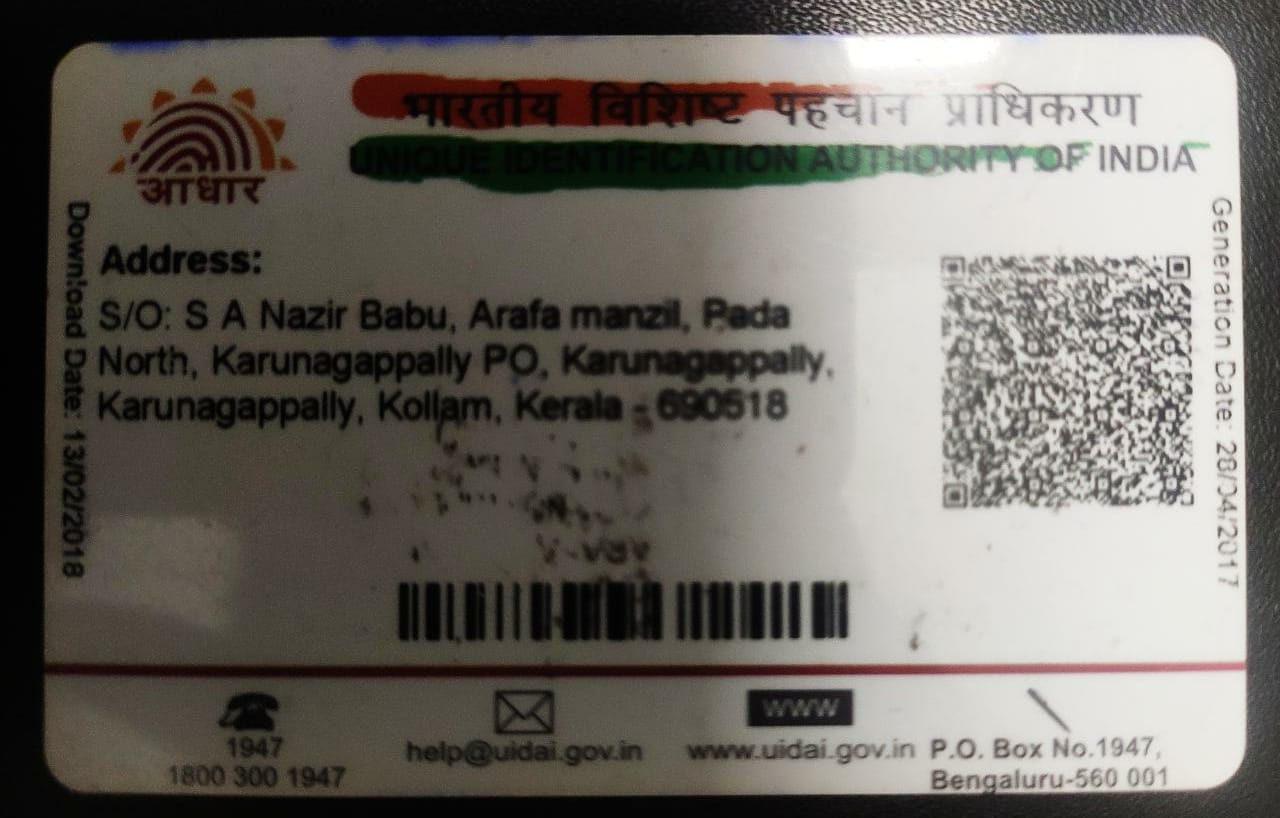 भारतीय विशिष्ट पहचान प्राधिकरण
UNIQUE IDENTIFICATION AUTHORITY OF INDIA
आधार
Address:
S/O: S A Nazir Babu, Arafa manzil, Pada
North, Karunagappally PO, Karunagappally,
Karunagappally, Kollam, Kerala - 690518
Download Date: 13/02/2018
Generation Date: 28/04/2017
1947
1800 300 1947
help@uidai.gov.in
www
www.uidai.gov.in
P.O. Box No.1947,
Bengaluru-560 001